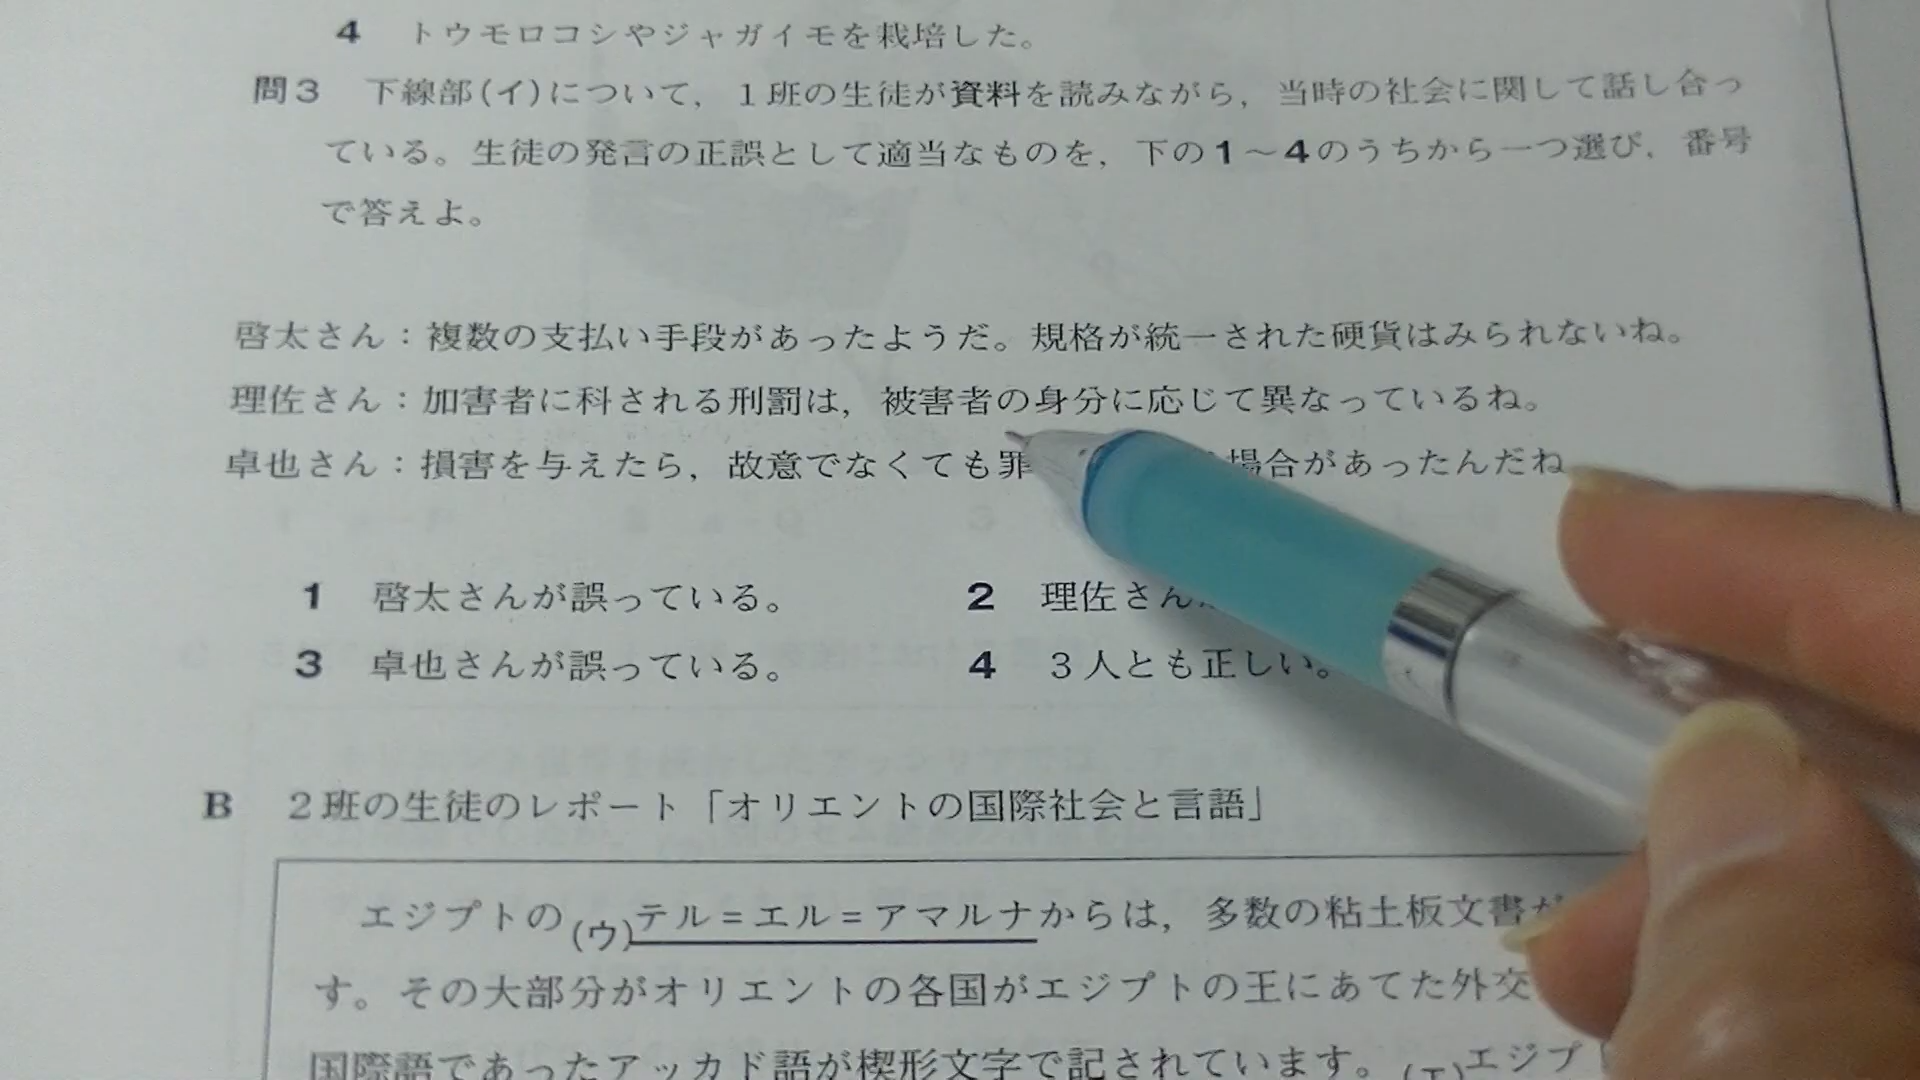 4 トウモロコシやジャガイモを栽培した。
問3 下線部(イ)について，1班の生徒が資料を読みながら，当時の社会に関して話し合っ
ている。生徒の発言の正誤として適当なものを，下の1～4のうちから一つ選び，番号
で答えよ。
啓太さん：複数の支払い手段があったようだ。規格が統一された硬貨はみられないね。
理佐さん：加害者に科される刑罰は，被害者の身分に応じて異なっているね。
卓也さん：損害を与えたら，故意でなくても罪 場合があったんだね
1 啓太さんが誤っている。 2 理佐さん
3 卓也さんが誤っている。 4 3人とも正しい。
B 2班の生徒のレポート「オリエントの国際社会と言語」
エジプトの(ウ)テル＝エル＝アマルナからは，多数の粘土板文書が
す。その大部分がオリエントの各国がエジプトの王にあてた外交
国際語であったアッカド語が楔形文字で記されています。(エ)エジプ